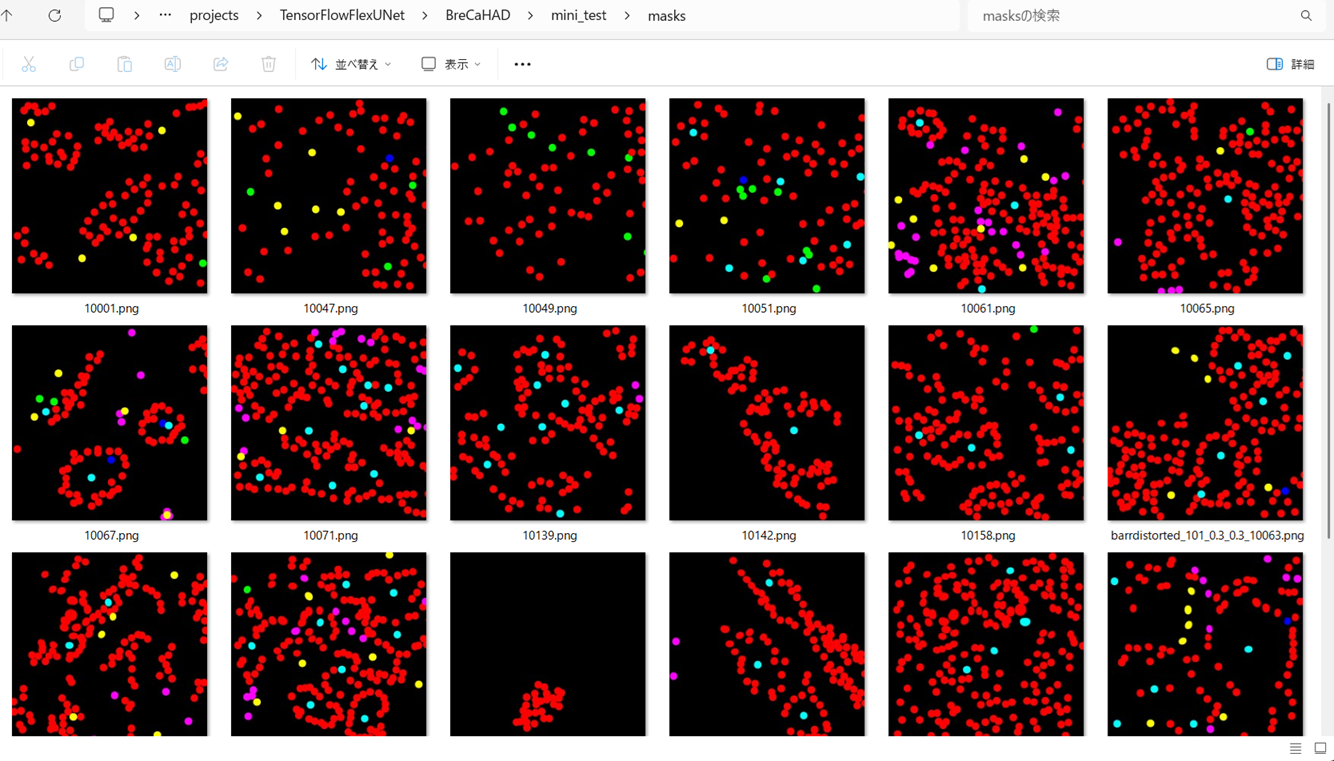 projects > TensorFlowFlexUNet > BreCaHAD > mini_test > masks
masksの検索
並べ替え
表示
詳細
10001.png
10047.png
10049.png
10051.png
10061.png
10065.png
10067.png
10071.png
10139.png
10142.png
10158.png
barrdistorted_101_0.3_0.3_10063.png